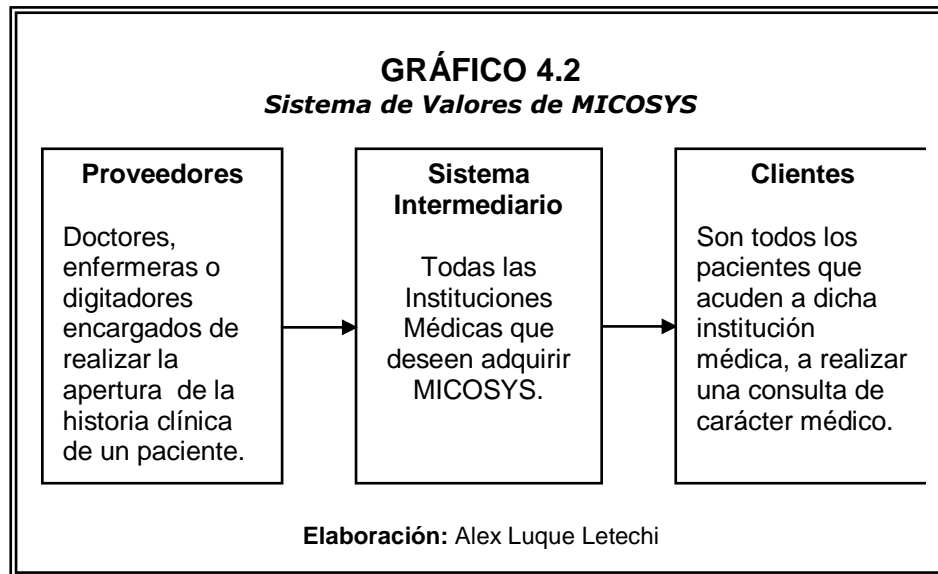 GRÁFICO 4.2
Sistema de Valores de MICOSYS
Proveedores
Doctores,
enfermeras o
digitadores
encargados de
realizar la
apertura de la
historia clínica
de un paciente.
Sistema
Intermediario
Todas las
Instituciones
Médicas que
deseen adquirir
MICOSYS.
Clientes
Son todos los
pacientes que
acuden a dicha
institución
médica, a realizar
una consulta de
carácter médico.
Elaboración: Alex Luque Letechi